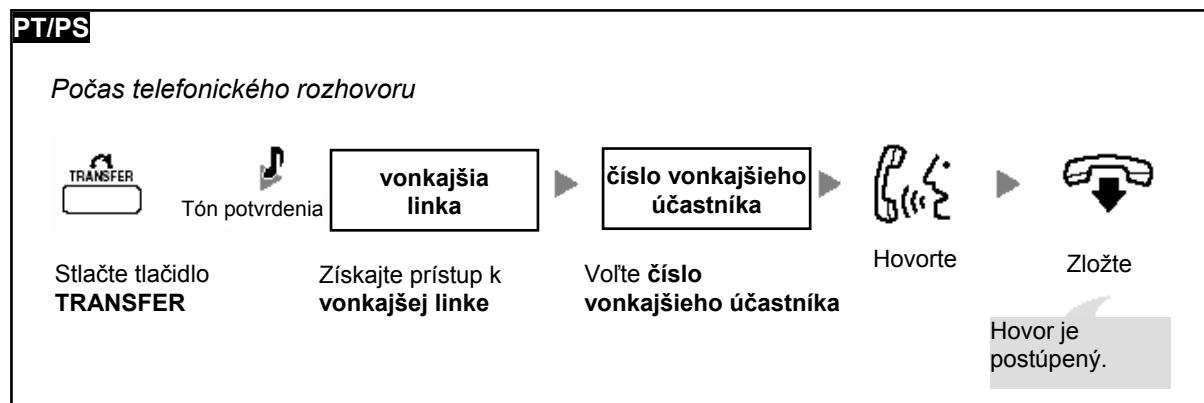 PT/PS
Počas telefonického rozhovoru
TRANSFER
Tón potvrdenia
vonkajšia
linka
číslo vonkajšieho
účastníka
Stlačte tlačidlo
TRANSFER
Získajte prístup k
vonkajšej linke
Voľte číslo
vonkajšieho účastníka
Hovorte
Zložte
Hovor je
postúpený.